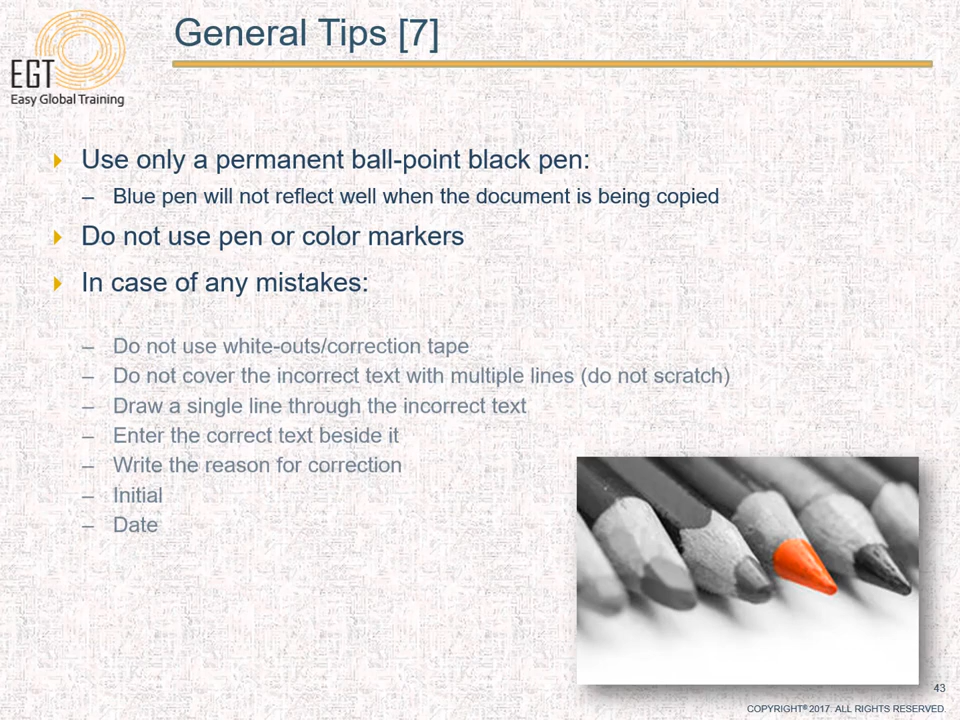 General Tips [7]
EGT
Easy Global Training
Use only a permanent ball-point black pen:
– Blue pen will not reflect well when the document is being copied
Do not use pen or color markers
In case of any mistakes:
– Do not use white-outs/correction tape
– Do not cover the incorrect text with multiple lines (do not scratch)
– Draw a single line through the incorrect text
– Enter the correct text beside it
– Write the reason for correction
– Initial
– Date
43
COPYRIGHT® 2017. ALL RIGHTS RESERVED.